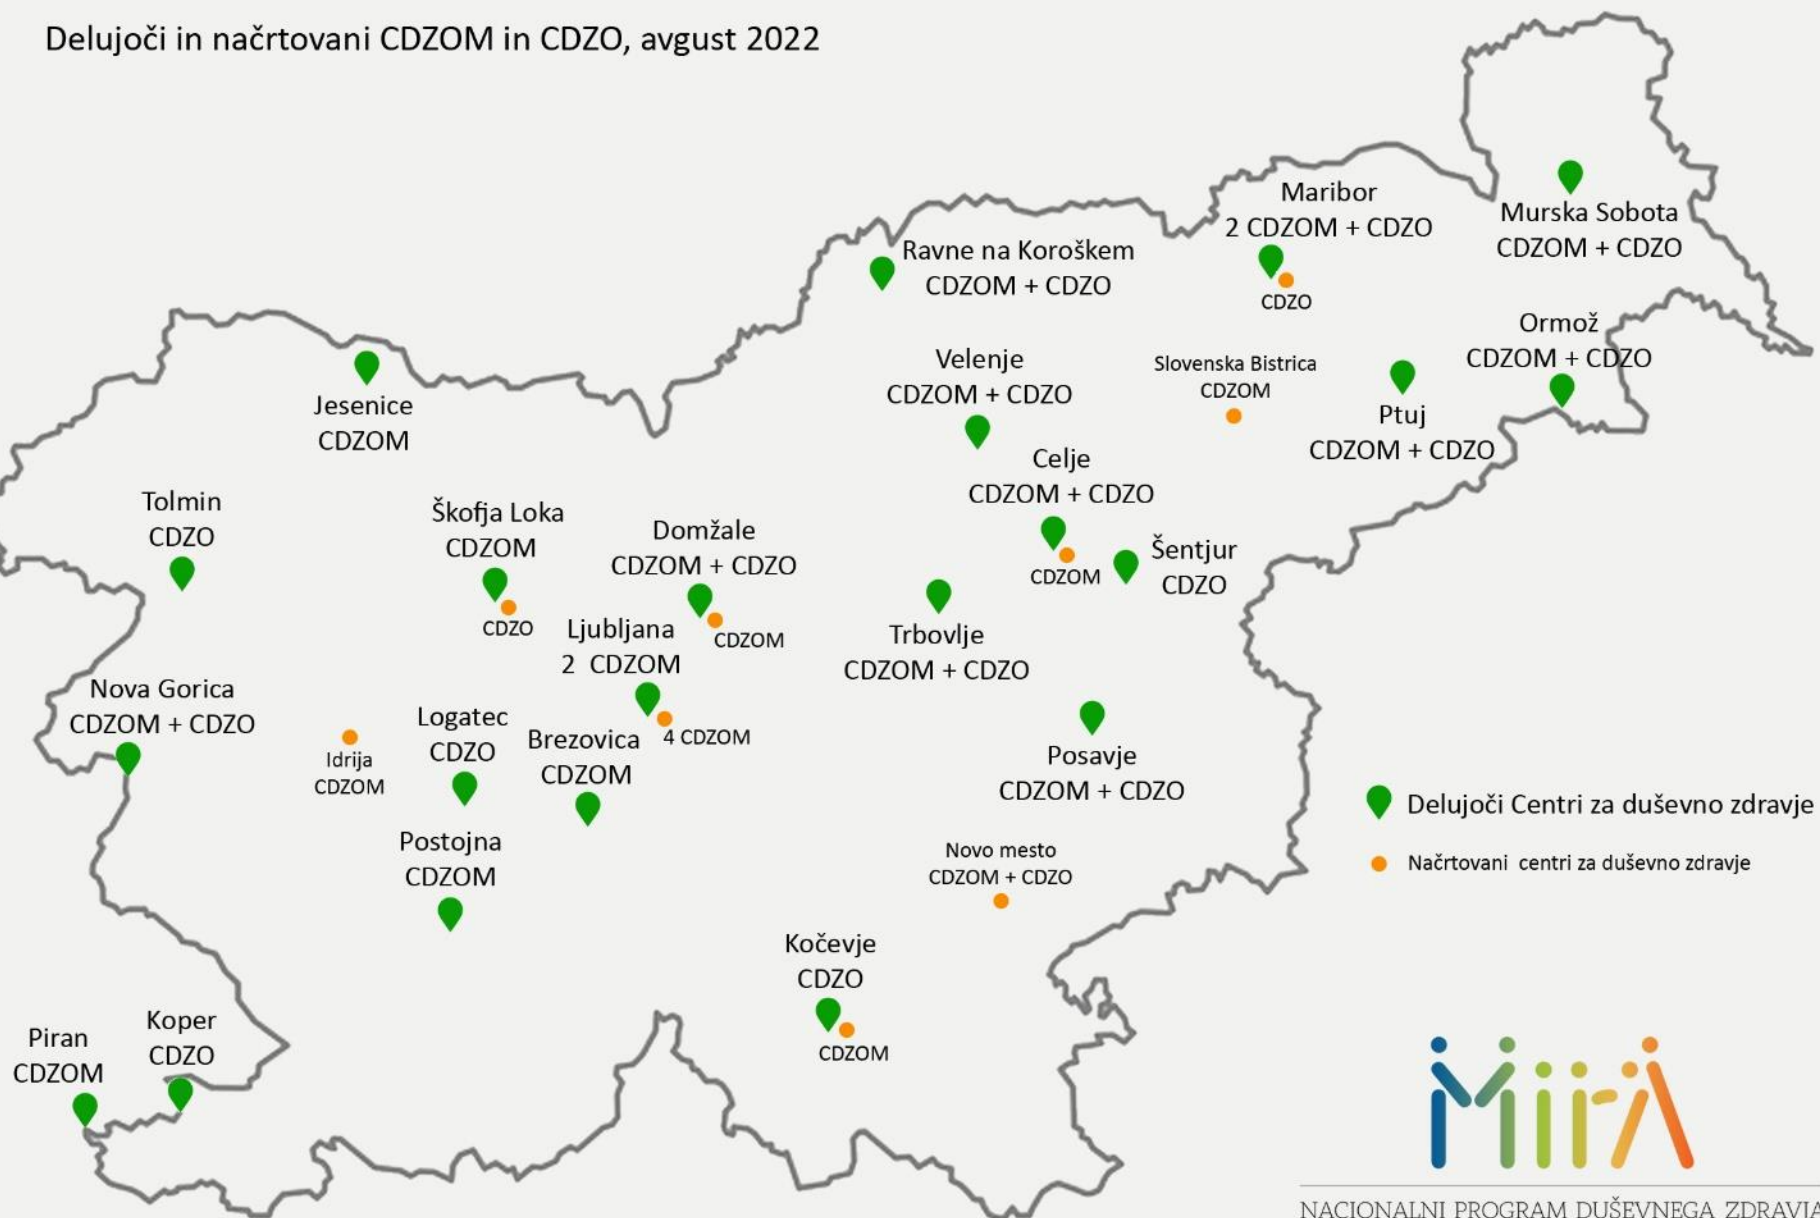 Delujoči in načrtovani CDZOM in CDZO, avgust 2022
Maribor
2 CDZOM + CDZO
CDZO
Murska Sobota
CDZOM + CDZO
Ravne na Koroškem
CDZOM + CDZO
Ormož
CDZOM + CDZO
Velenje
CDZOM + CDZO
Slovenska Bistrica
CDZOM
Ptuj
CDZOM + CDZO
Jesenice
CDZOM
Celje
CDZOM + CDZO
CDZOM
Tolmin
CDZO
Škofja Loka
CDZOM
CDZO
Domžale
CDZOM + CDZO
CDZOM
Šentjur
CDZO
Ljubljana
2 CDZOM
4 CDZOM
Trbovlje
CDZOM + CDZO
Nova Gorica
CDZOM + CDZO
Idrija
CDZOM
Logatec
CDZO
Brezovica
CDZOM
Posavje
CDZOM + CDZO
Delujoči Centri za duševno zdravje
Načrtovani centri za duševno zdravje
Postojna
CDZOM
Novo mesto
CDZOM + CDZO
Kočevje
CDZO
CDZOM
Piran
CDZOM
Koper
CDZO
MirA
NACIONALNI PROGRAM DUŠEVNEGA ZDRAVJA